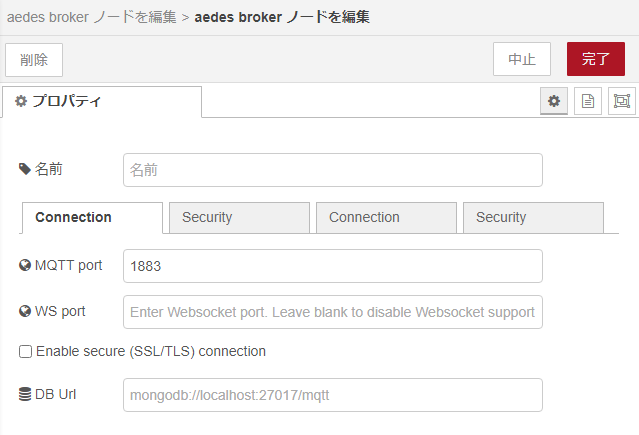 aedes broker ノードを編集 > aedes broker ノードを編集
削除 中止 完了
プロパティ
名前 名前
Connection Security Connection Security
MQTT port 1883
WS port Enter Websocket port. Leave blank to disable Websocket support
Enable secure (SSL/TLS) connection
DB Url mongodb://localhost:27017/mqtt